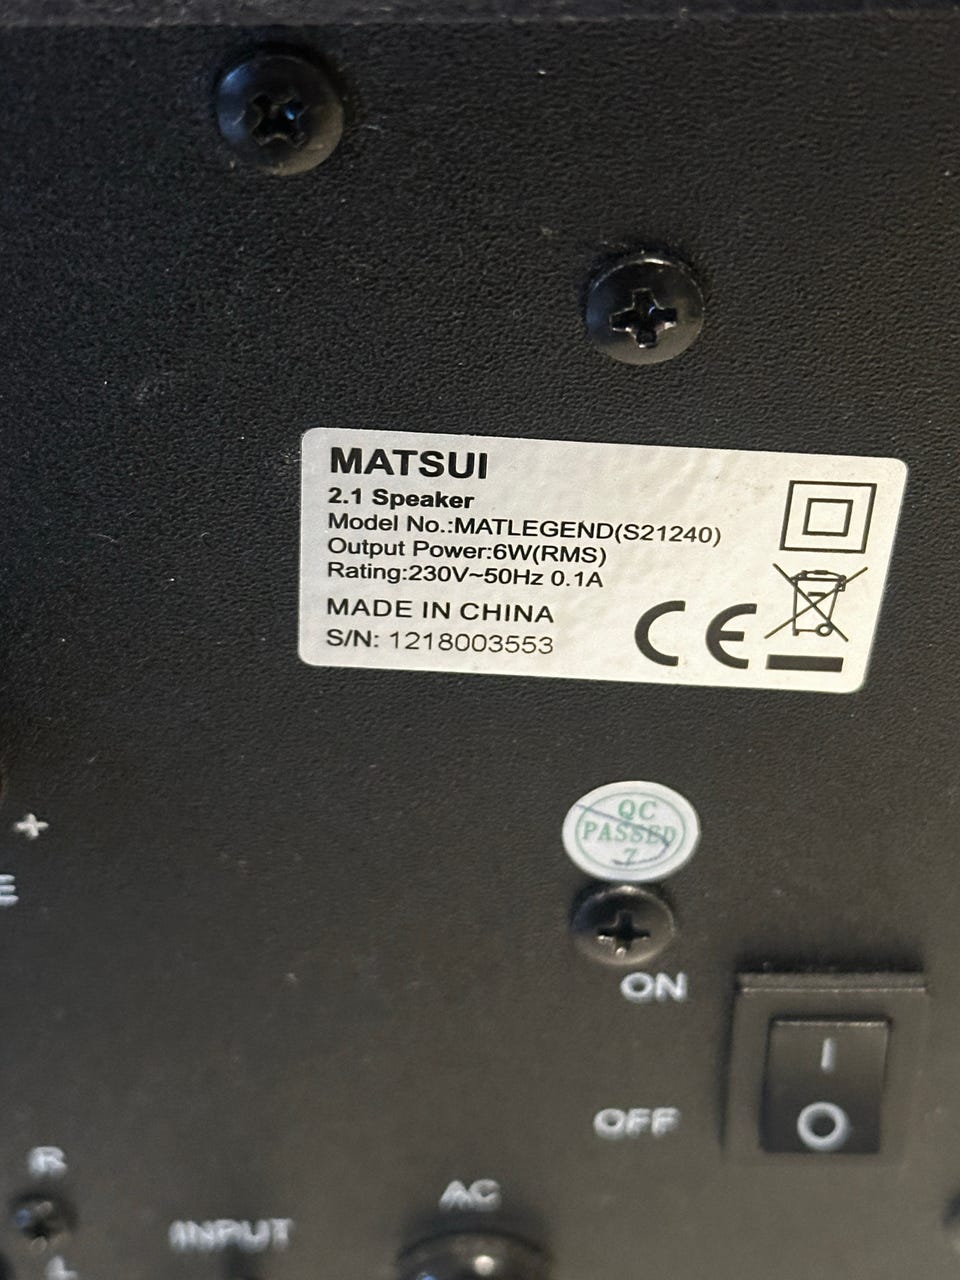 MATSUI
2.1 Speaker
Model No.:MATLEGEND(S21240)
Output Power:6W(RMS)
Rating:230V~50Hz 0.1A
MADE IN CHINA
S/N: 1218003553
CE
+
E
QC
PASSED
7
ON
I
OFF
O
R
AC
INPUT
L